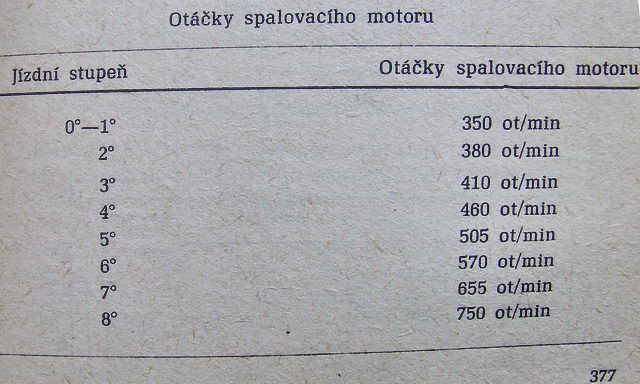 Otáčky spalovacího motoru
Jízdní stupeň Otáčky spalovacího motoru
0°—1° 350 ot/min
2° 380 ot/min
3° 410 ot/min
4° 460 ot/min
5° 505 ot/min
6° 570 ot/min
7° 655 ot/min
8° 750 ot/min
377